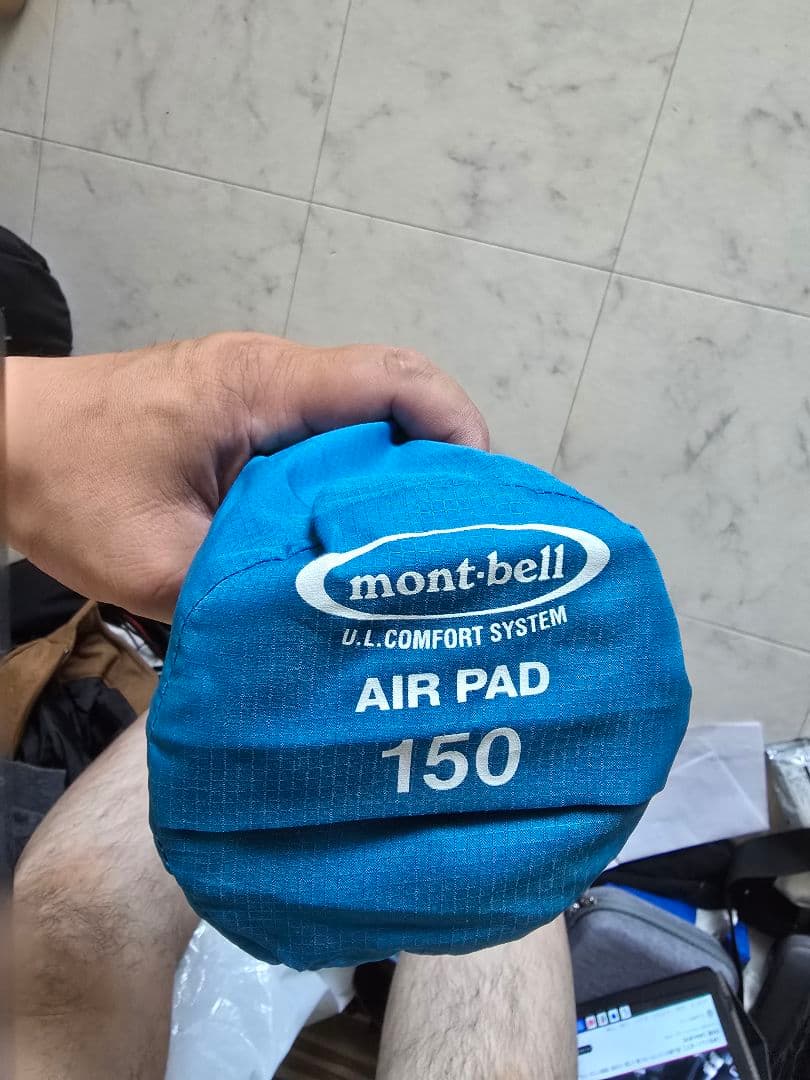 mont-bell
U.L.COMFORT SYSTEM
AIR PAD
150